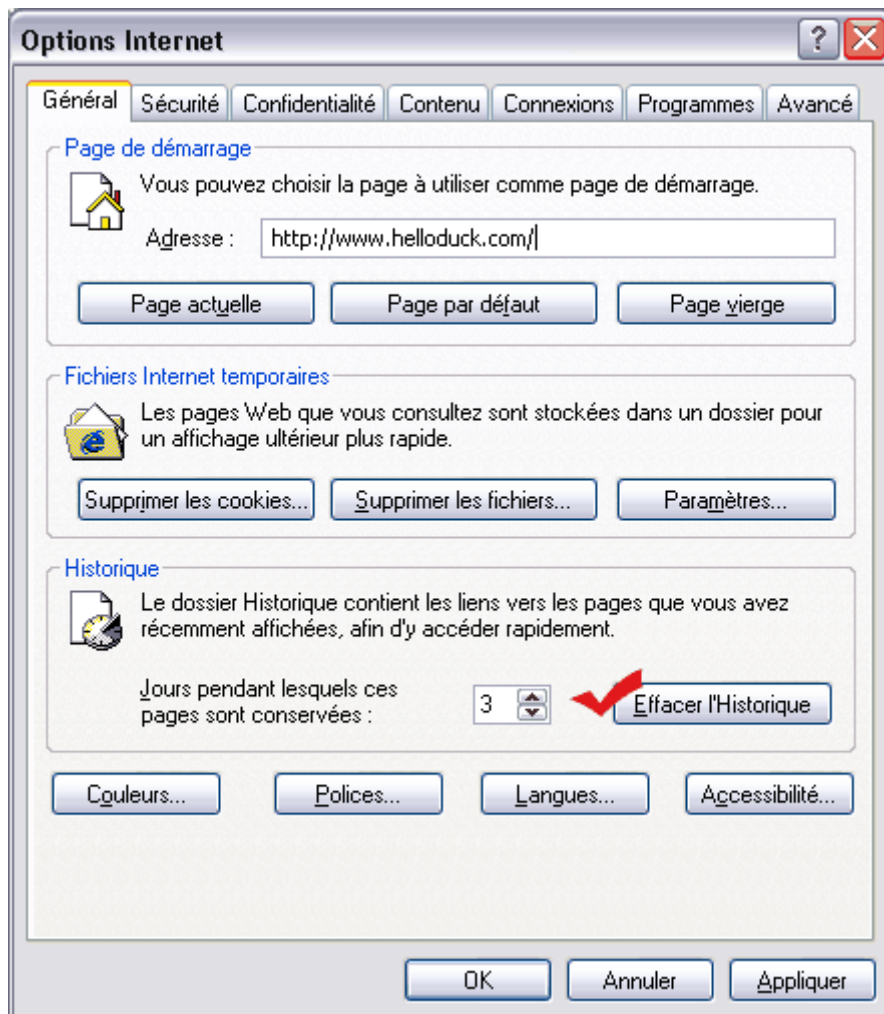 Options Internet
?
Général Sécurité Confidentialité Contenu Connexions Programmes Avancé
Page de démarrage
Vous pouvez choisir la page à utiliser comme page de démarrage.
Adresse : http://www.helloduck.com/
Page actuelle Page par défaut Page vierge
Fichiers Internet temporaires
Les pages Web que vous consultez sont stockées dans un dossier pour
un affichage ultérieur plus rapide.
Supprimer les cookies... Supprimer les fichiers... Paramètres...
Historique
Le dossier Historique contient les liens vers les pages que vous avez
récemment affichées, afin d'y accéder rapidement.
Jours pendant lesquels ces
pages sont conservées : 3 Effacer l'Historique
Couleurs... Polices... Langues... Accessibilité...
OK Annuler Appliquer